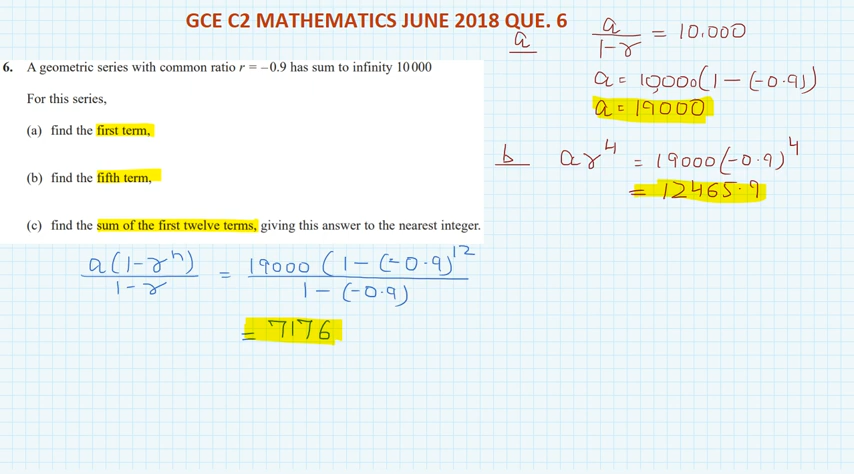 GCE C2 MATHEMATICS JUNE 2018 QUE. 6
6. A geometric series with common ratio r = −0.9 has sum to infinity 10 000
For this series,
(a) find the first term,
(b) find the fifth term,
(c) find the sum of the first twelve terms, giving this answer to the nearest integer.
a
a/(1-r) = 10,000
a = 10,000(1-(-0.9))
a = 19000
b
ar^4 = 19000(-0.9)^4
= 12465.9
a(1-r^n)/(1-r) = 19000(1-(-0.9)^12/(1-(-0.9))
= 7176